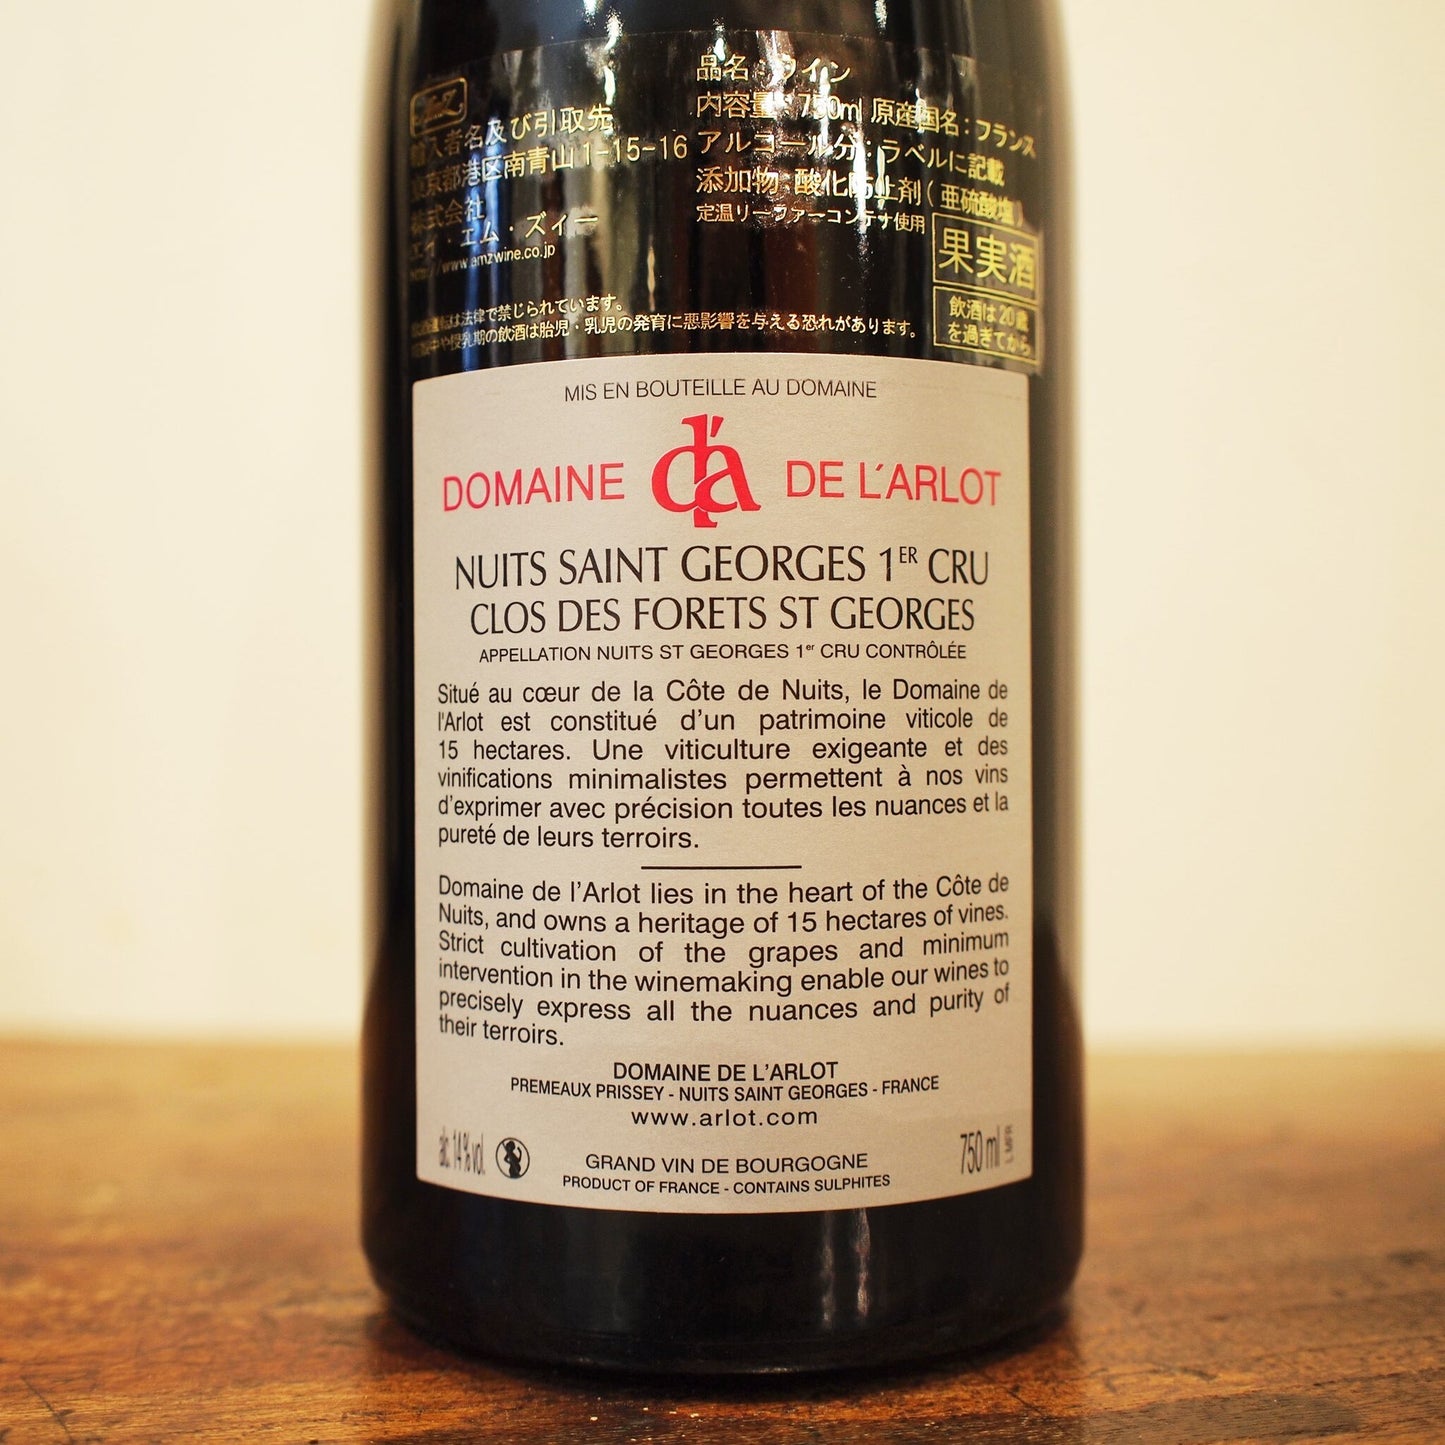 輸入者名及び引取先
東京都港区南青山1-15-16
株式会社
エイ・エム・ズィー
http://www.amzwine.co.jp
品名:ワイン
内容量:750ml 原産国名:フランス
アルコール分:ラベルに記載
添加物:酸化防止剤(亜硫酸塩)
定温リーファーコンテナ使用
果実酒
は法律で禁じられています。
期の飲酒は胎児・乳児の発育に悪影響を与える恐れがあります。
飲酒は20歳
を過ぎてから
MIS EN BOUTEILLE AU DOMAINE
DOMAINE d'a DE L'ARLOT
NUITS SAINT GEORGES 1ER CRU
CLOS DES FORETS ST GEORGES
APPELLATION NUITS ST GEORGES 1er CRU CONTRÔLÉE
Situé au cœur de la Côte de Nuits, le Domaine de
l'Arlot est constitué d'un patrimoine viticole de
15 hectares. Une viticulture exigeante et des
vinifications minimalistes permettent à nos vins
d'exprimer avec précision toutes les nuances et la
pureté de leurs terroirs.
Domaine de l'Arlot lies in the heart of the Côte de
Nuits, and owns a heritage of 15 hectares of vines.
Strict cultivation of the grapes and minimum
intervention in the winemaking enable our wines to
precisely express all the nuances and purity of
their terroirs.
DOMAINE DE L'ARLOT
PREMEAUX PRISSEY - NUITS SAINT GEORGES - FRANCE
www.arlot.com
alc. 14 % vol.
GRAND VIN DE BOURGOGNE
PRODUCT OF FRANCE - CONTAINS SULPHITES
750 ml
L MFR